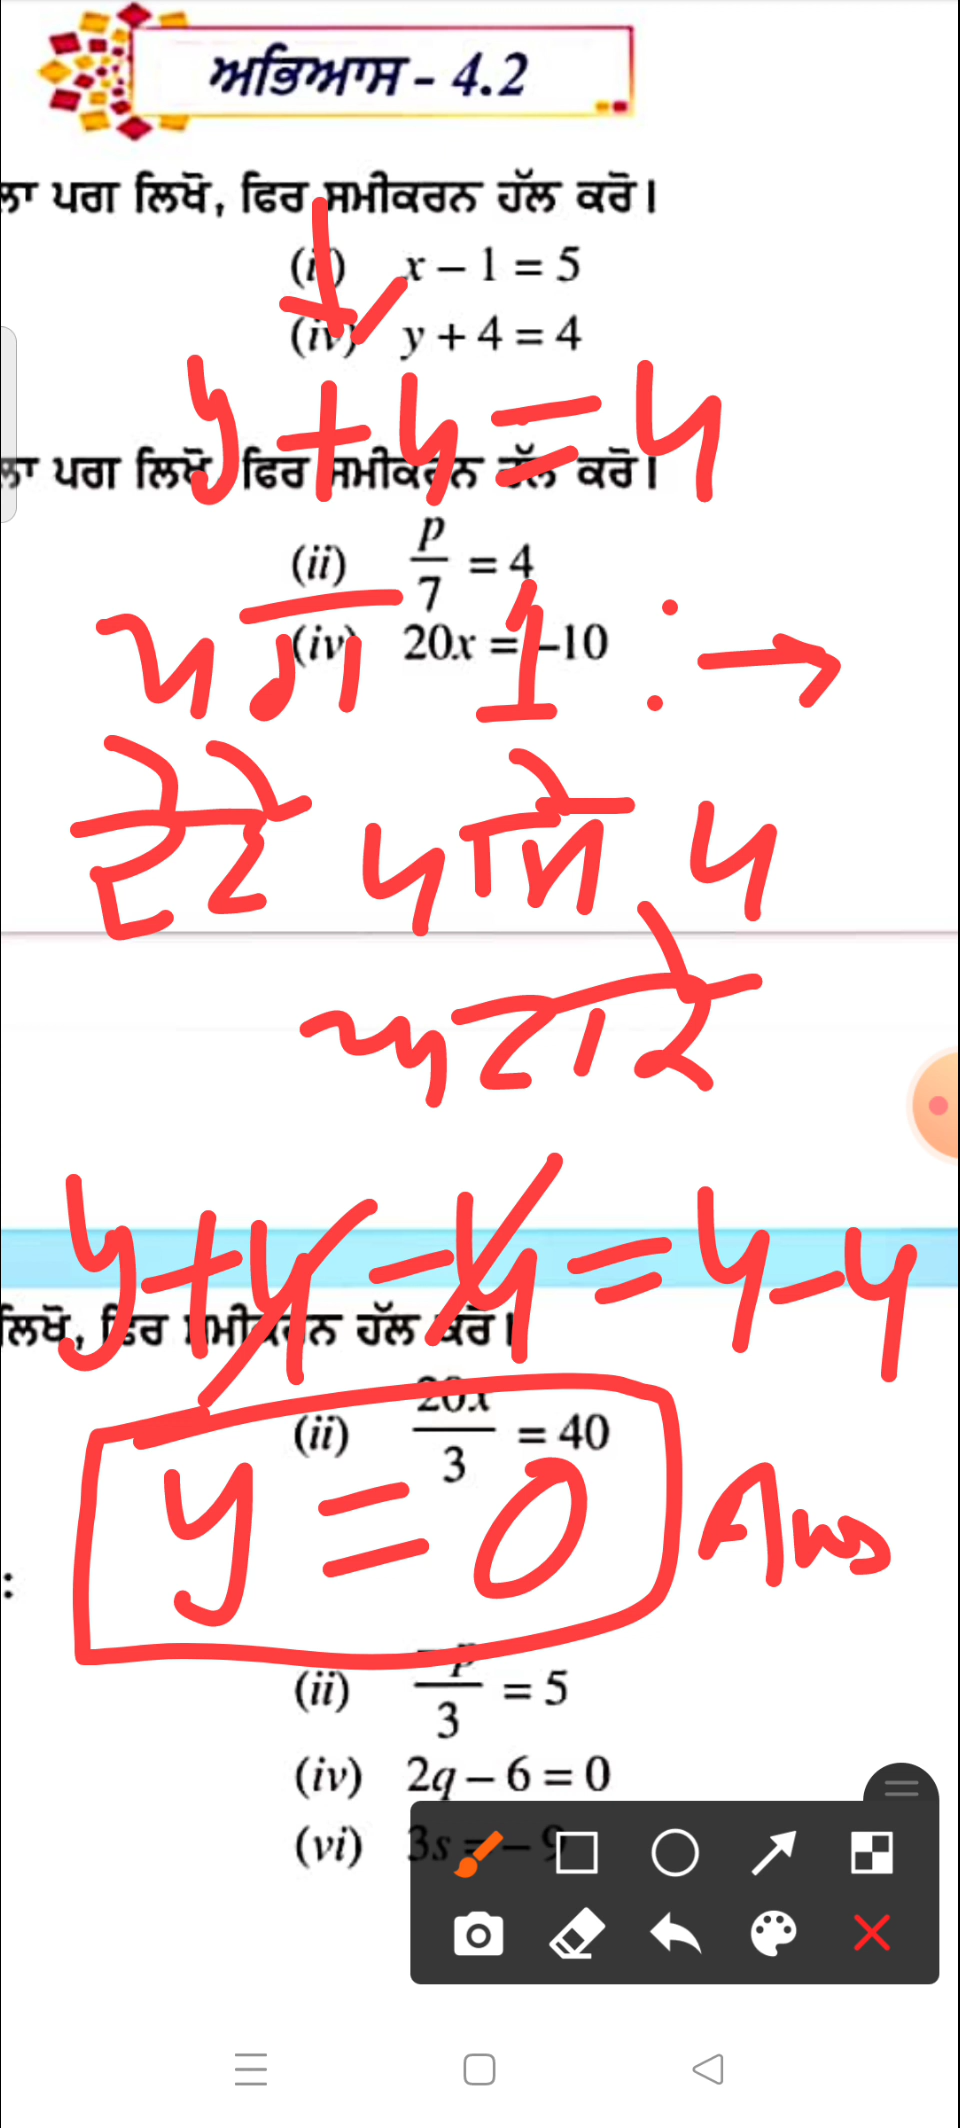 ਅਭਿਆਸ - 4.2
ਲਾ ਪਗ ਲਿਖੋ, ਫਿਰ ਸਮੀਕਰਨ ਹੱਲ ਕਰੋ।
x – 1 = 5
(iv) y + 4 = 4
y + 4 = 4
ਲਾ ਪਗ ਲਿਖੋ, ਫਿਰ ਸਮੀਕਰਨ ਹੱਲ ਕਰੋ।
(ii) p/7 = 4
(iv) 20x = –10
ਪਗ 1 : →
ਪਾਸੇ 4
y + 4 - 4 = 4 - 4
ਲਿਖੋ, ਫਿਰ ਸਮੀਕਰਨ ਹੱਲ ਕਰੋ।
(ii) 20x/3 = 40
y = 0 Ans
:
(ii) –p/3 = 5
(iv) 2q – 6 = 0
(vi) 3s = – 9